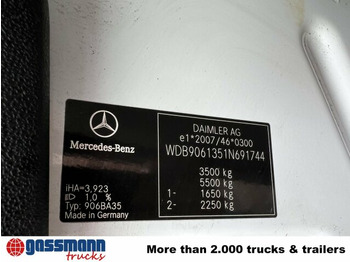 DAIMLER AG
e1*2007/46*0300
WDB9061351N691744
Mercedes-Benz
3500 kg
5500 kg
1- 1650 kg
2- 2250 kg
iHA=3,923
1,0 %
Typ: 906BA35
Made in Germany
gassmann
trucks
More than 2.000 trucks & trailers